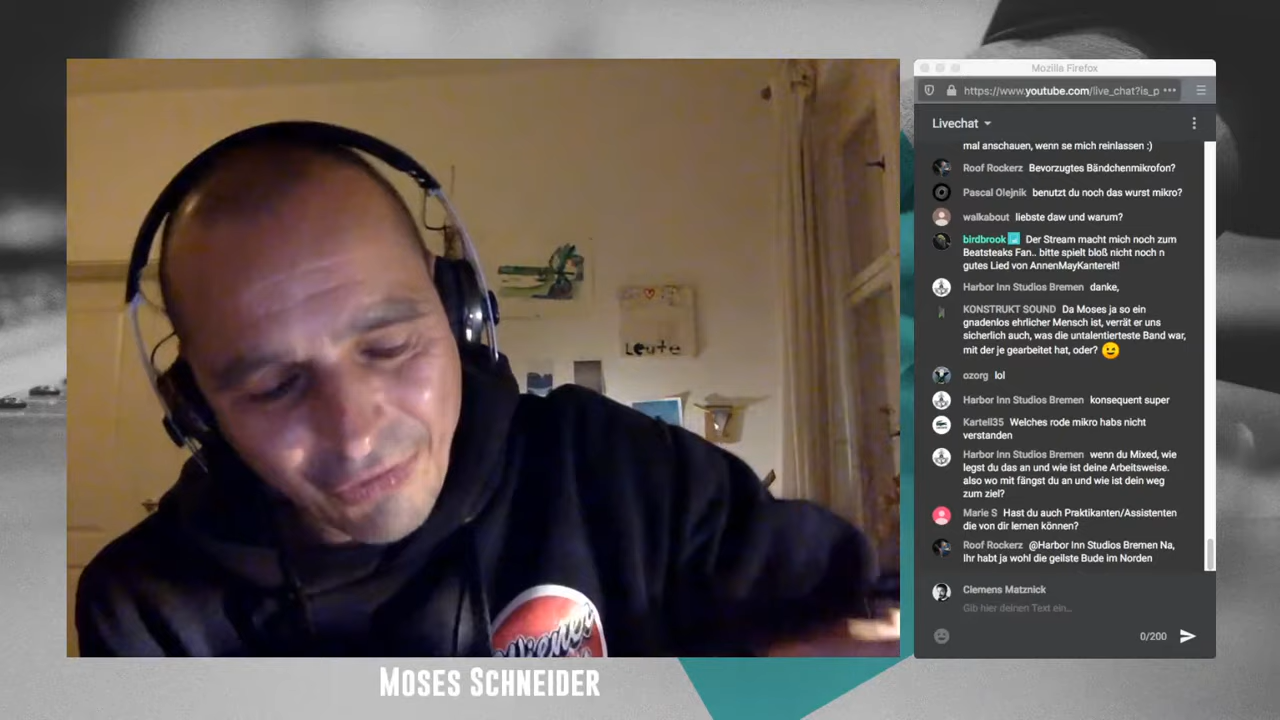 Mozilla Firefox
https://www.youtube.com/live_chat?is_p
Livechat
mal anschauen, wenn se mich reinlassen :)
Roof Rockerz Bevorzugtes Bändchenmikrofon?
Pascal Olejnik benutzt du noch das wurst mikro?
walkabout liebste daw und warum?
birdbrook Der Stream macht mich noch zum
Beatsteaks Fan.. bitte spielt bloß nicht noch n
gutes Lied von AnnenMayKantereit!
Harbor Inn Studios Bremen danke,
KONSTRUKT SOUND Da Moses ja so ein
gnadenlos ehrlicher Mensch ist, verrät er uns
sicherlich auch, was die untalentierteste Band war,
mit der je gearbeitet hat, oder? 😉
ozorg lol
Harbor Inn Studios Bremen konsequent super
Kartell35 Welches rode mikro habs nicht
verstanden
Harbor Inn Studios Bremen wenn du Mixed, wie
legst du das an und wie ist deine Arbeitsweise.
also wo mit fängst du an und wie ist dein weg
zum ziel?
Marie S Hast du auch Praktikanten/Assistenten
die von dir lernen können?
Roof Rockerz @Harbor Inn Studios Bremen Na,
Ihr habt ja wohl die geilste Bude im Norden
Clemens Matznick
Gib hier deinen Text ein...
0/200
Leute
Wiener
MOSES SCHNEIDER